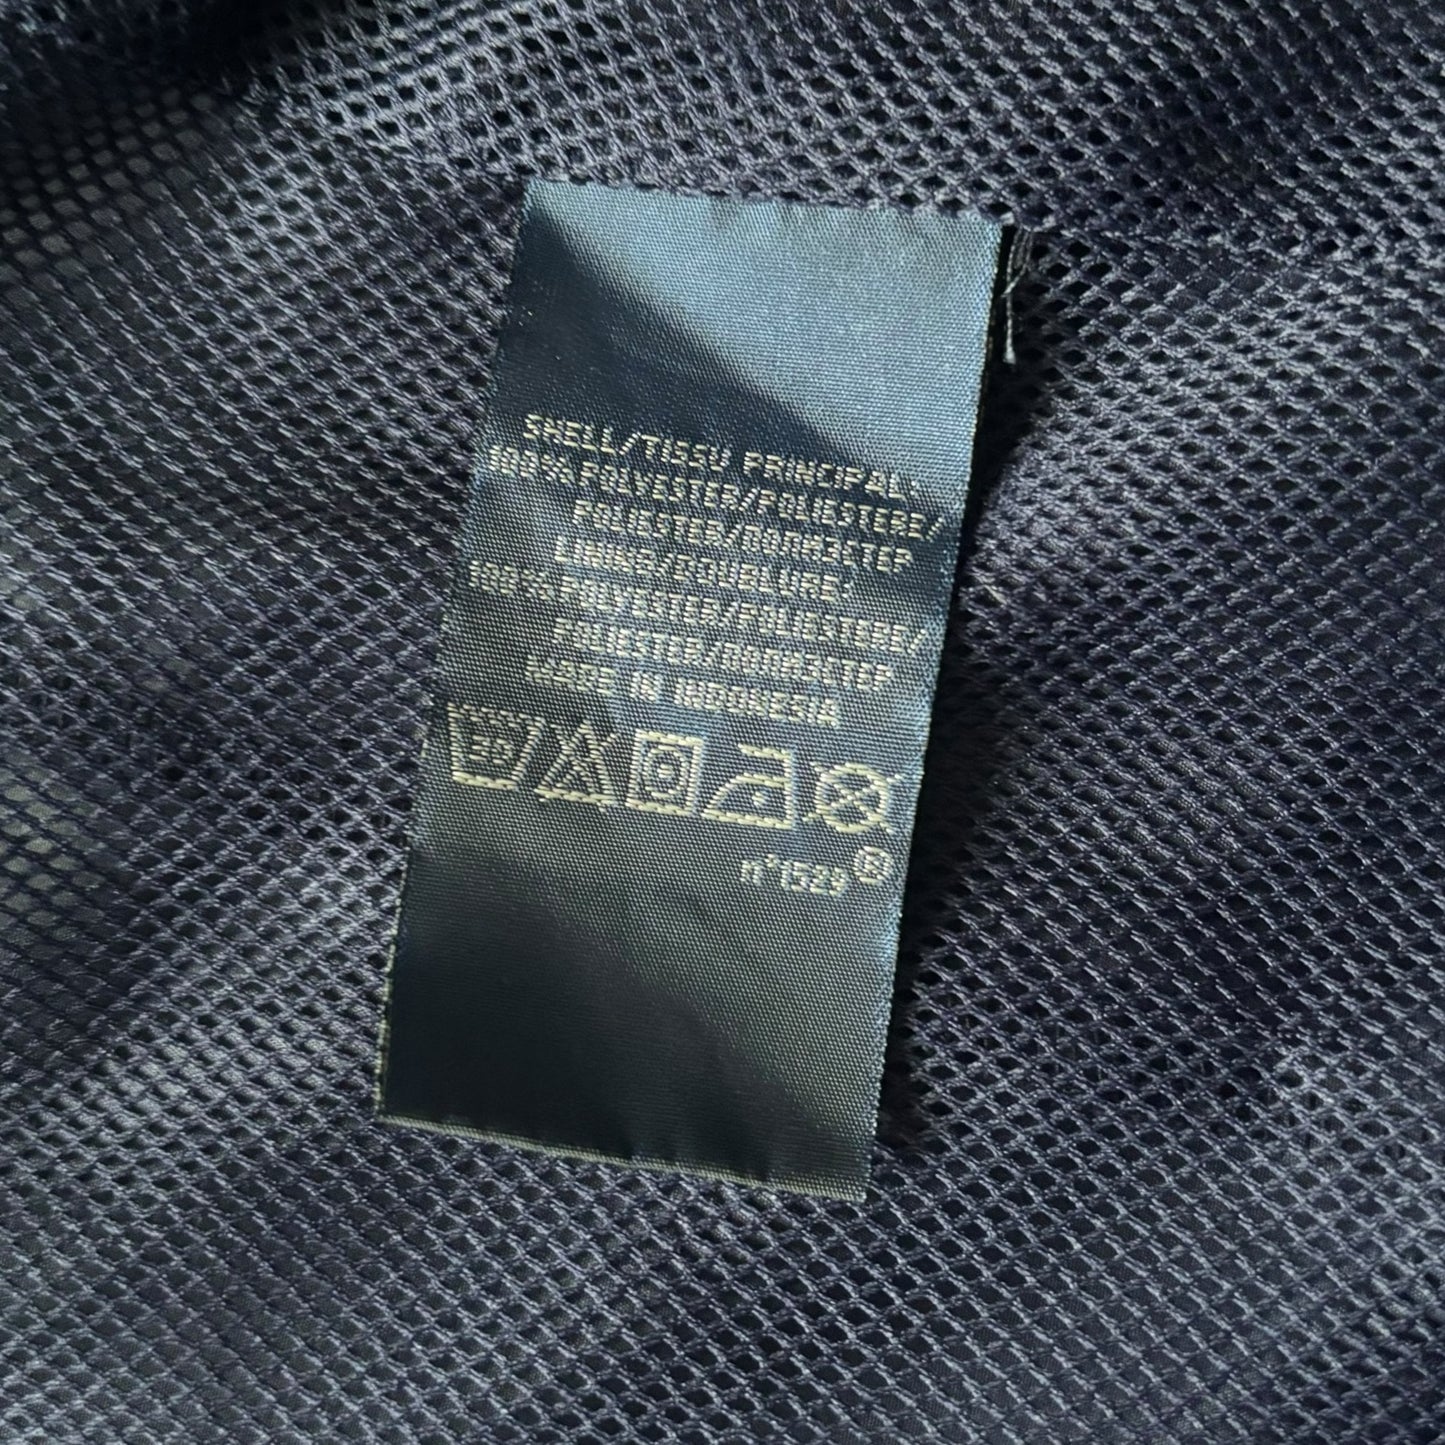 SHELL/TISSU PRINCIPAL:
100%POLYESTER/POLIESTERE/
POLIESTER/ПОЛИЭСТЕР
LINING/DOUBLURE:
100%POLYESTER/POLIESTERE/
POLIESTER/ПОЛИЭСТЕР
MADE IN INDONESIA
30
n°1529®